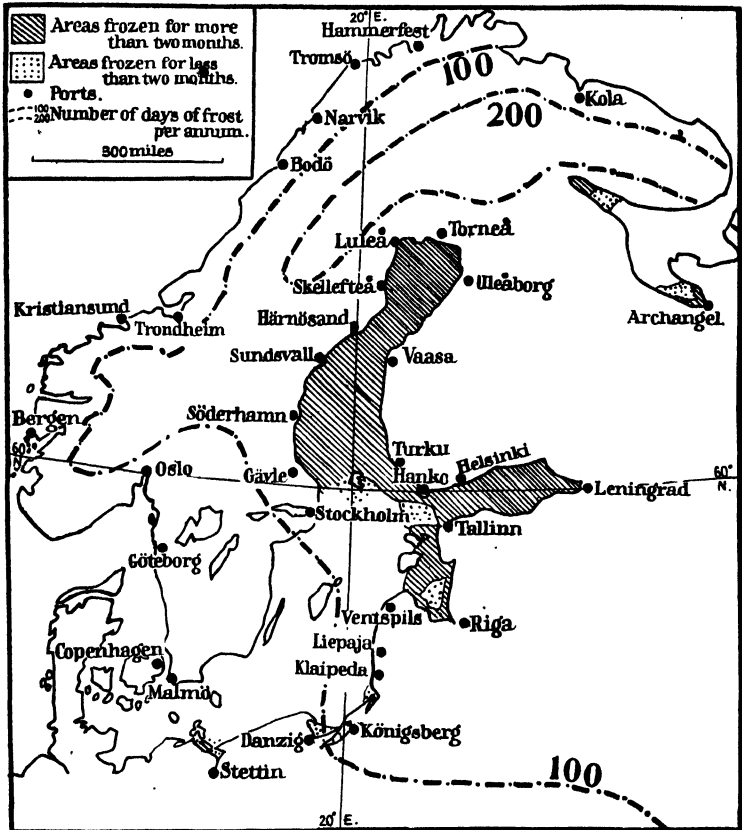 Areas frozen for more
than two months.
Areas frozen for less
than two months.
Ports.
100
200
Number of days of frost
per annum.
300 miles
20° E.
Hammerfest
Tromsö
100
Kola
200
Narvik
Bodö
Torneå
Luleå
Skellefteå
Uleåborg
Archangel.
Kristiansund
Trondheim
Härnösand
Sundsvall
Vaasa
Söderhamn
Bergen
Turku
60°
N.
Oslo
Gävle
Hanko
Helsinki
60°
N.
Leningrad
Stockholm
Tallinn
Göteborg
Ventspils
Riga
Liepaja
Copenhagen
Klaipeda
Malmö
Danzig
Königsberg
Stettin
100
20° E.